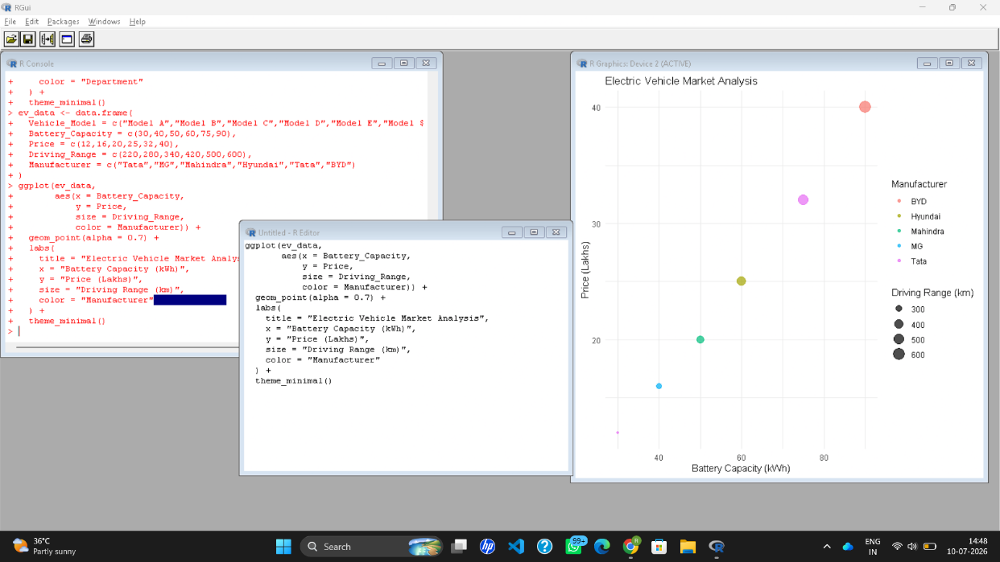 RGui
File Edit Packages Windows Help
R Console
+ color = "Department"
+ ) +
+ theme_minimal()
> ev_data <- data.frame(
+ Vehicle_Model = c("Model A","Model B","Model C","Model D","Model E","Model $
+ Battery_Capacity = c(30,40,50,60,75,90),
+ Price = c(12,16,20,25,32,40),
+ Driving_Range = c(220,280,340,420,500,600),
+ Manufacturer = c("Tata","MG","Mahindra","Hyundai","Tata","BYD")
+ )
> ggplot(ev_data,
+ aes(x = Battery_Capacity,
+ y = Price,
+ size = Driving_Range,
+ color = Manufacturer)) +
+ geom_point(alpha = 0.7) +
+ labs(
+ title = "Electric Vehicle Market Analys
+ x = "Battery Capacity (kWh)",
+ y = "Price (Lakhs)",
+ size = "Driving Range (km)",
+ color = "Manufacturer"
+ ) +
+ theme_minimal()
>
Untitled - R Editor
ggplot(ev_data,
aes(x = Battery_Capacity,
y = Price,
size = Driving_Range,
color = Manufacturer)) +
geom_point(alpha = 0.7) +
labs(
title = "Electric Vehicle Market Analysis",
x = "Battery Capacity (kWh)",
y = "Price (Lakhs)",
size = "Driving Range (km)",
color = "Manufacturer"
) +
theme_minimal()
R Graphics: Device 2 (ACTIVE)
Electric Vehicle Market Analysis
40
30
20
Price (Lakhs)
40 60 80
Battery Capacity (kWh)
Manufacturer
BYD
Hyundai
Mahindra
MG
Tata
Driving Range (km)
300
400
500
600
36°C
Partly sunny
Search
99+
ENG
IN
14:48
10-07-2026